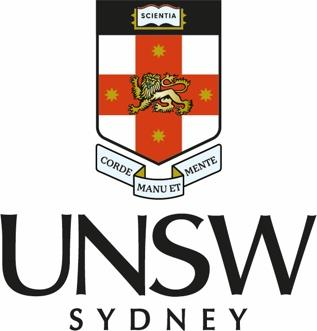 SCIENTIA
CORDE
MANU ET
MENTE
UNSW
SYDNEY